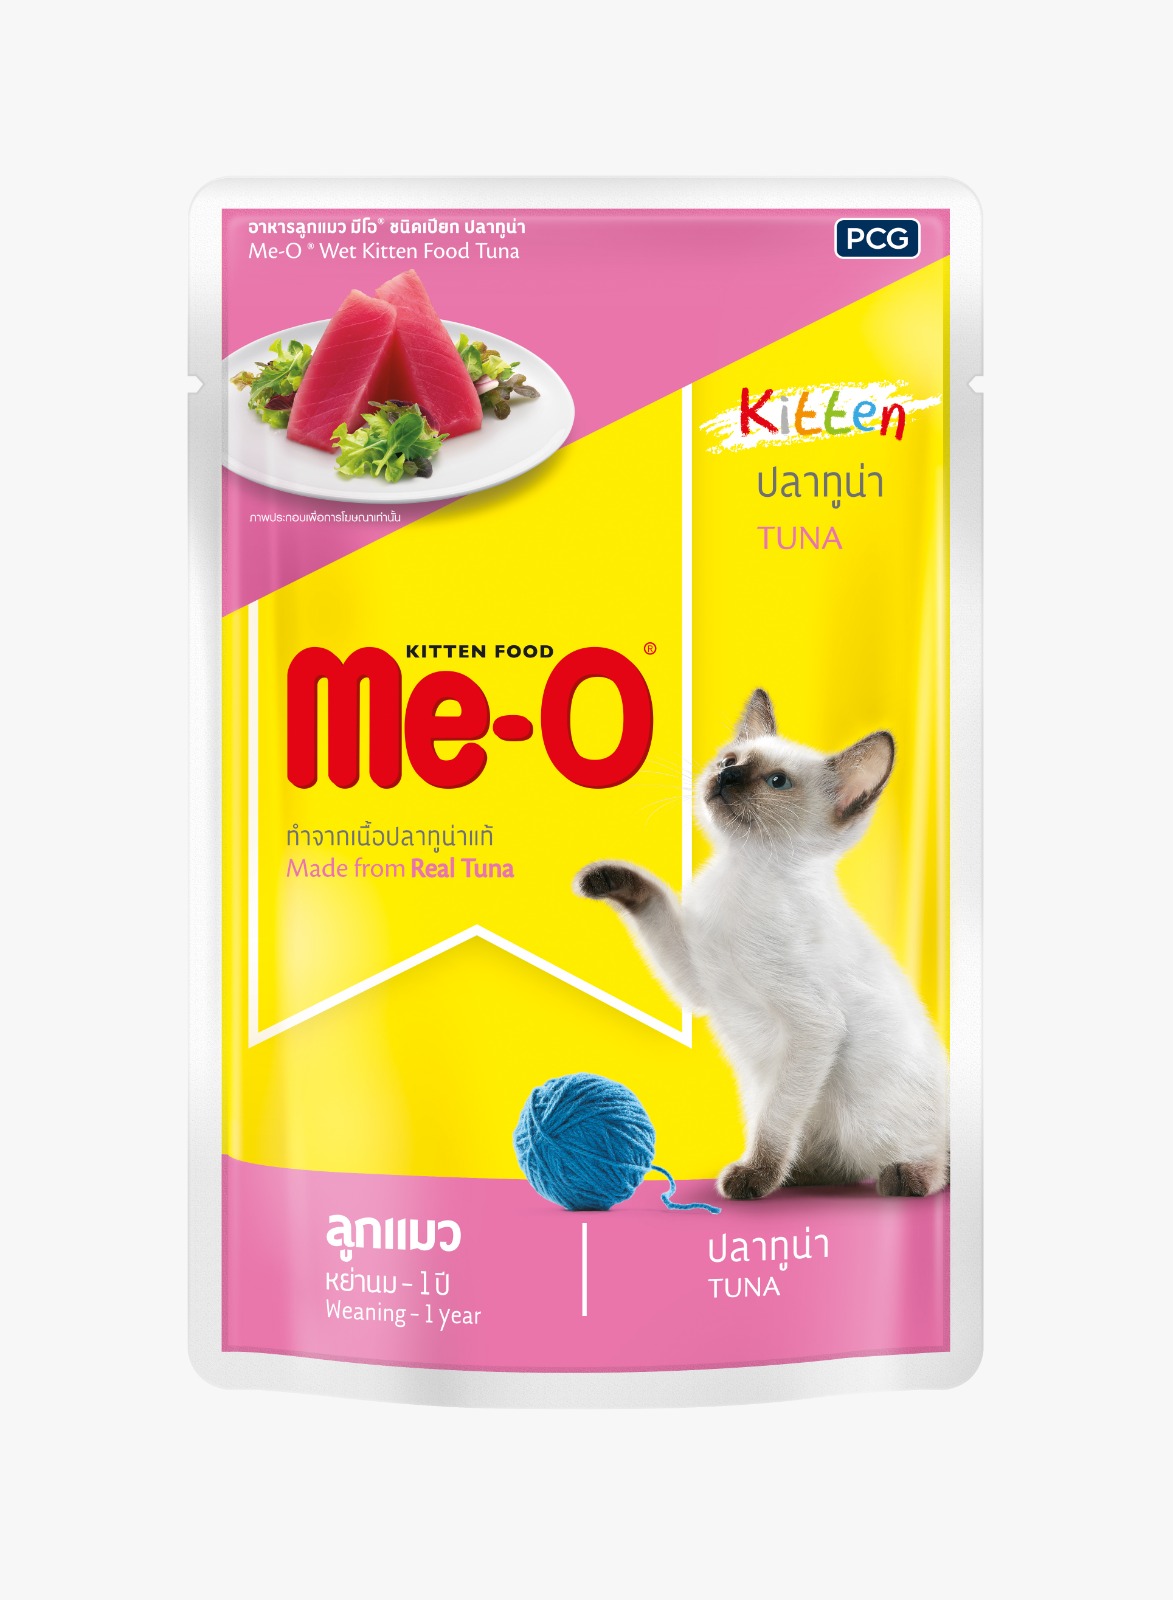 อาหารลูกแมว มีโอ® ชนิดเปียก ปลาทูน่า
Me-O® Wet Kitten Food Tuna
PCG
Kitten
ปลาทูน่า
TUNA
ภาพประกอบเพื่อการโฆษณาเท่านั้น
KITTEN FOOD
Me-O®
ทำจากเนื้อปลาทูน่าแท้
Made from Real Tuna
ลูกแมว
หย่านม - 1 ปี
Weaning - 1 year
ปลาทูน่า
TUNA